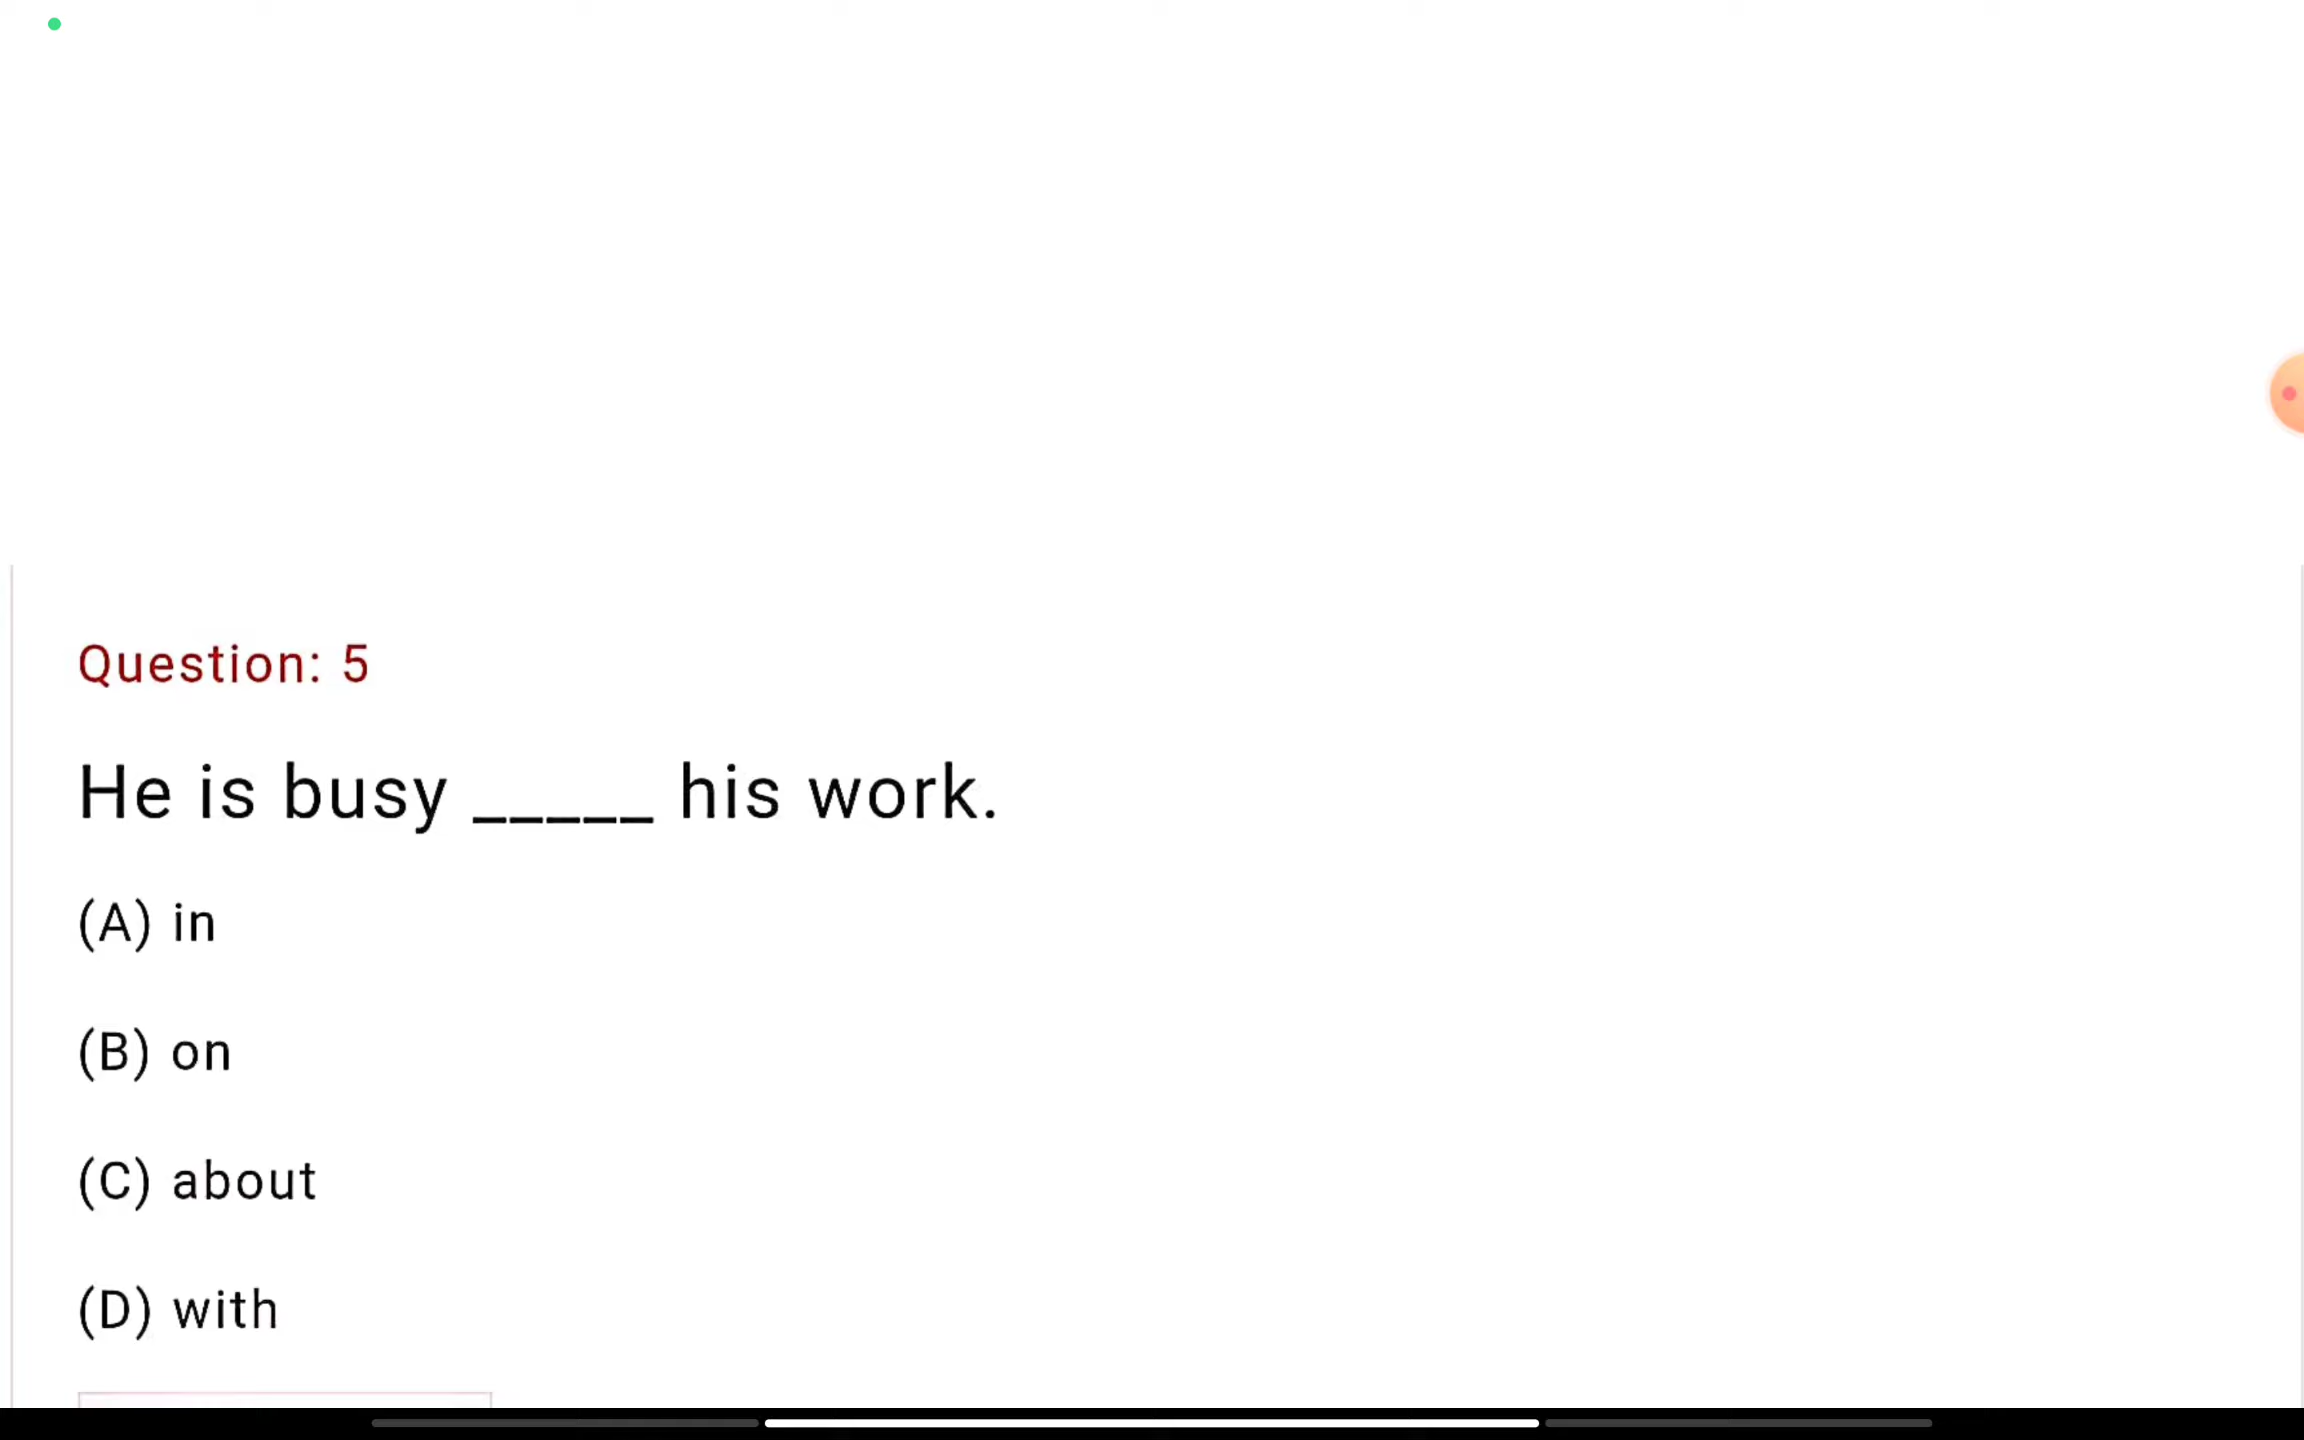 Question: 5
He is busy _____ his work.
(A) in
(B) on
(C) about
(D) with